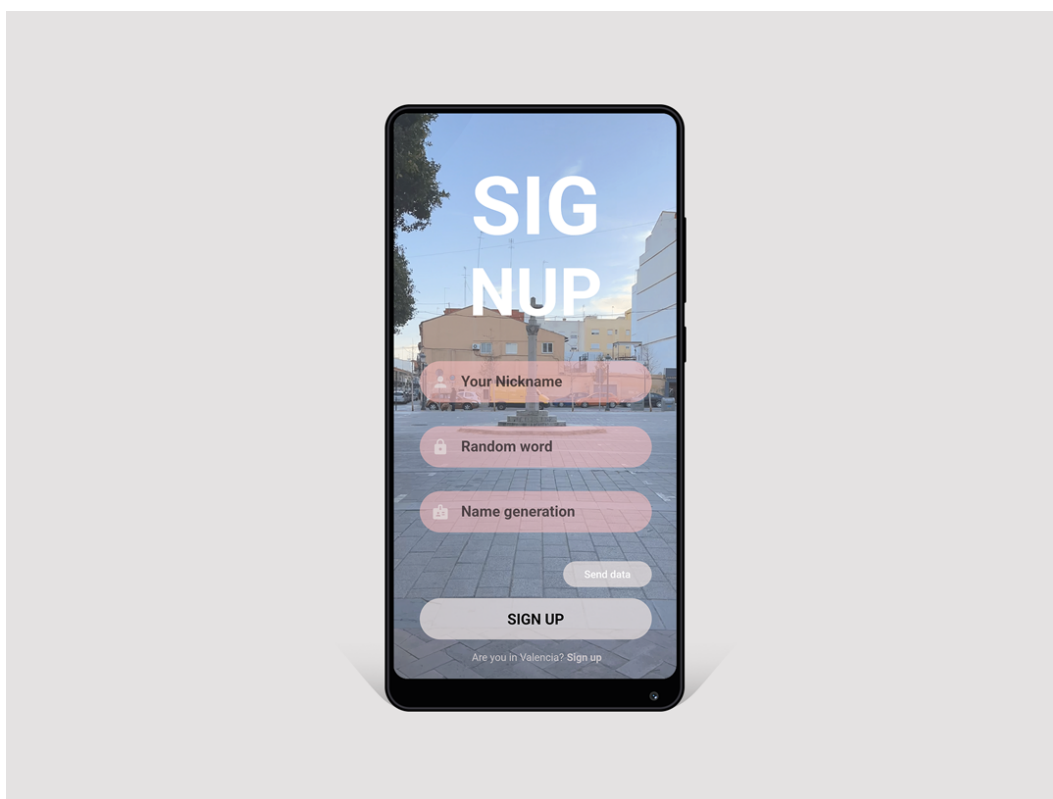 SIG
NUP
Your Nickname
Random word
Name generation
Send data
SIGN UP
Are you in Valencia? Sign up